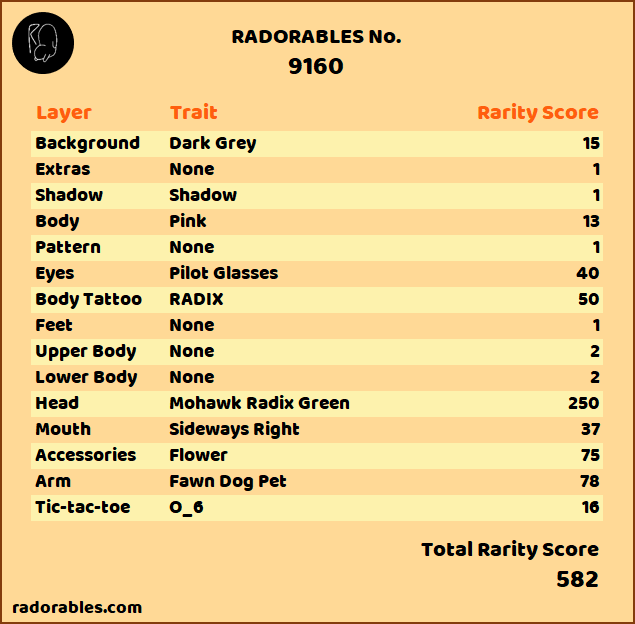 RADORABLES No.
9160
Layer Trait Rarity Score
Background Dark Grey 15
Extras None 1
Shadow Shadow 1
Body Pink 13
Pattern None 1
Eyes Pilot Glasses 40
Body Tattoo RADIX 50
Feet None 1
Upper Body None 2
Lower Body None 2
Head Mohawk Radix Green 250
Mouth Sideways Right 37
Accessories Flower 75
Arm Fawn Dog Pet 78
Tic-tac-toe O_6 16
Total Rarity Score
582
radorables.com